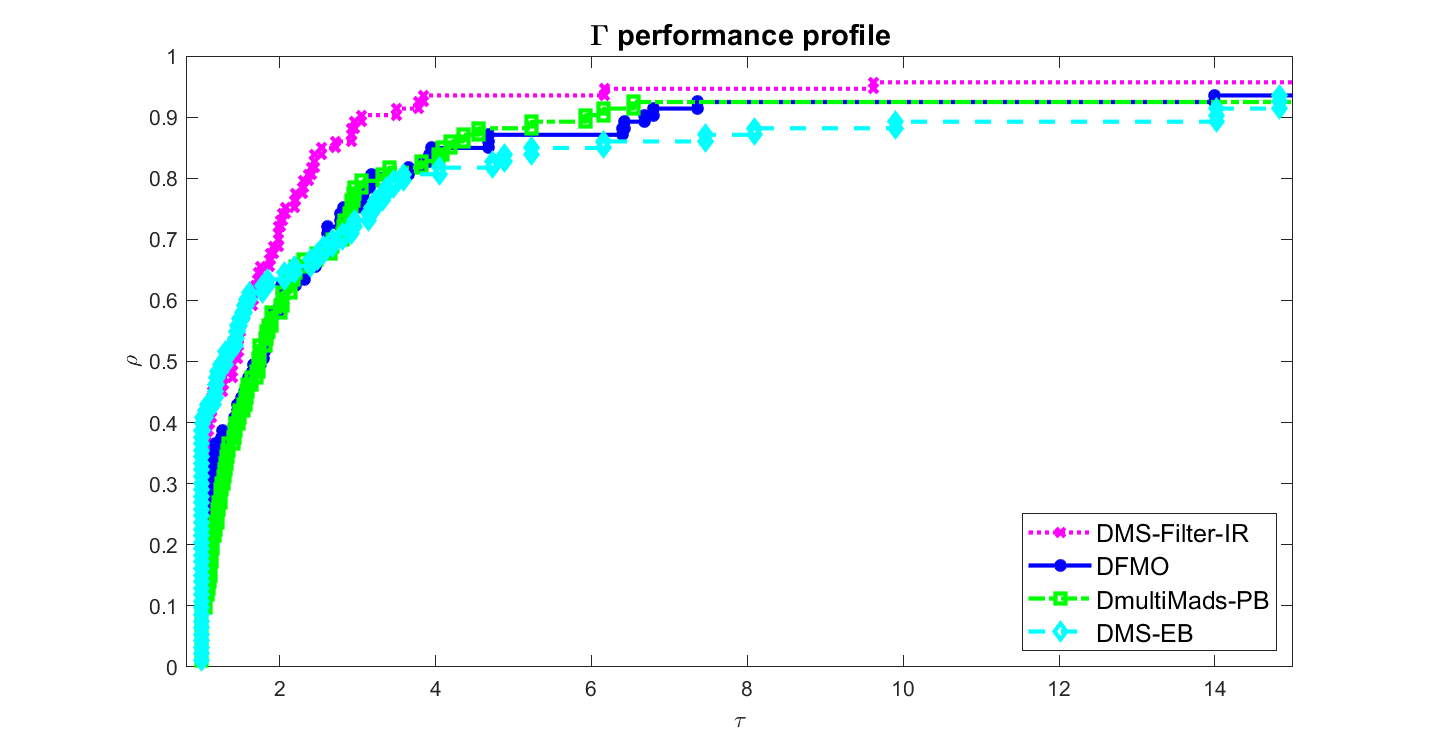 Γ performance profile
1
0.9
0.8
0.7
0.6
0.5
0.4
0.3
0.2
0.1
0
ρ
2 4 6 8 10 12 14
τ
DMS-Filter-IR
DFMO
DmultiMads-PB
DMS-EB